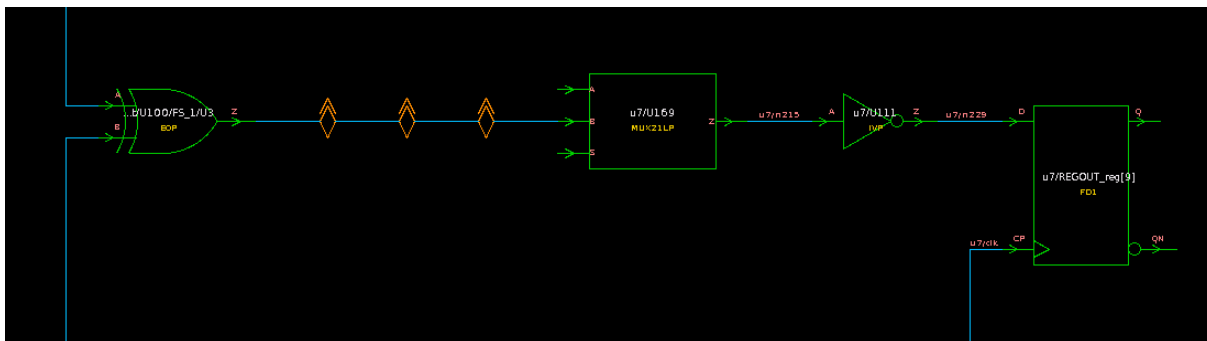 A
...bU100/FS_1/U3
EOP
B
Z
A
B
S
u7/U169
MUX21LP
Z
u7/n215
A
u7/U111
IVP
Z
u7/n229
D
Q
u7/REGOUT_reg[9]
FD1
u7/clk
CP
QN